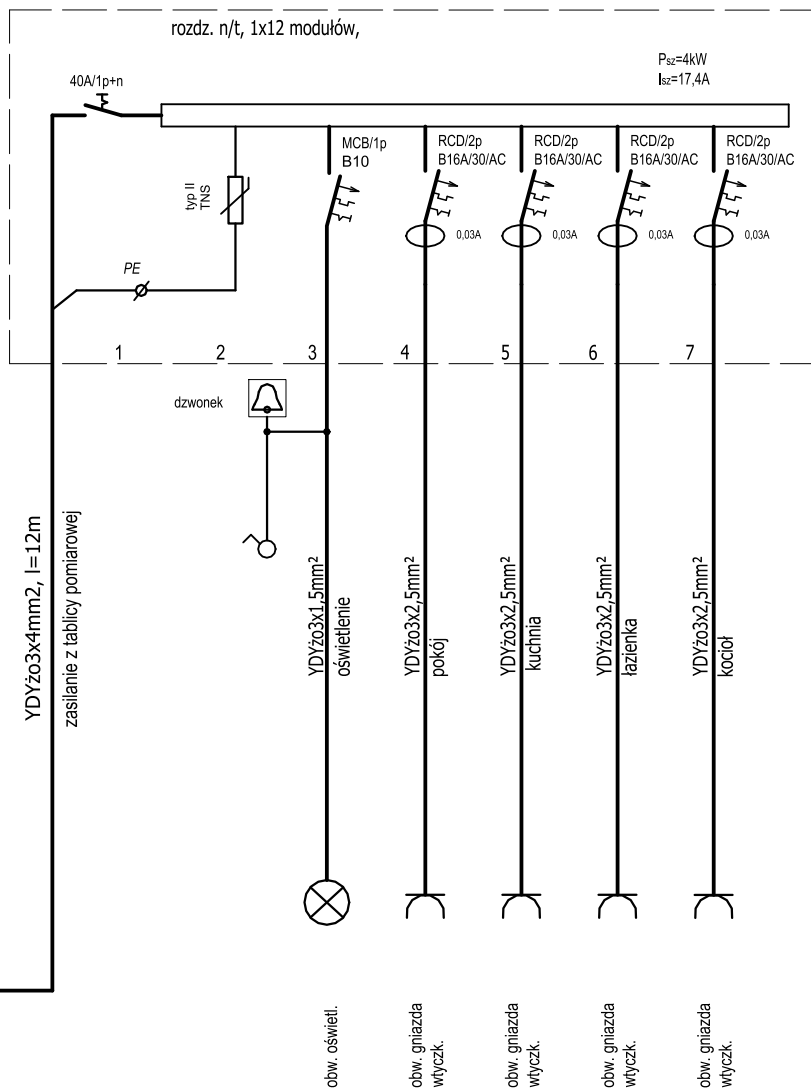 rozdz. n/t, 1x12 modułów,
Psz=4kW
Isz=17,4A
40A/1p+n
MCB/1p
B10
RCD/2p
B16A/30/AC
RCD/2p
B16A/30/AC
RCD/2p
B16A/30/AC
RCD/2p
B16A/30/AC
typ II
TNS
0,03A
0,03A
0,03A
0,03A
PE
1
2
3
4
5
6
7
dzwonek
YDYżo3x4mm2, l=12m
zasilanie z tablicy pomiarowej
YDYżo3x1,5mm²
oświetlenie
YDYżo3x2,5mm²
pokój
YDYżo3x2,5mm²
kuchnia
YDYżo3x2,5mm²
łazienka
YDYżo3x2,5mm²
kocioł
obw. oświetl.
obw. gniazda
wtyczk.
obw. gniazda
wtyczk.
obw. gniazda
wtyczk.
obw. gniazda
wtyczk.